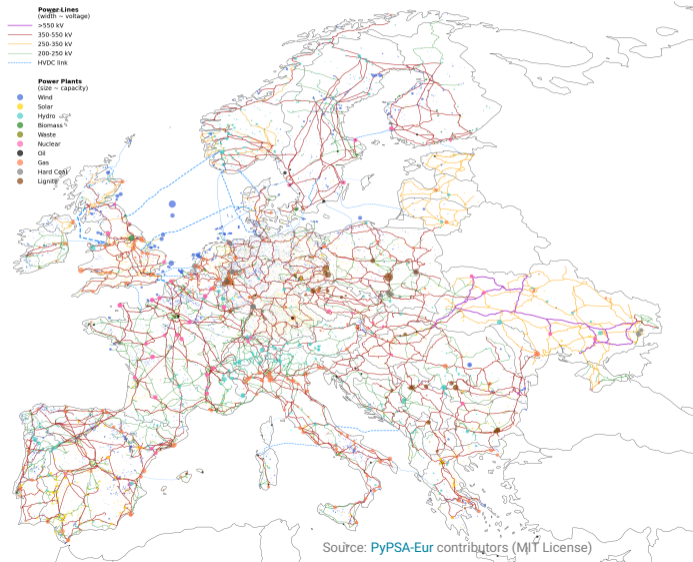 Power Lines
(width ~ voltage)
>550 kV
350-550 kV
250-350 kV
200-250 kV
HVDC link
Power Plants
(size ~ capacity)
Wind
Solar
Hydro
Biomass
Waste
Nuclear
Oil
Gas
Hard Coal
Lignite
Source: PyPSA-Eur contributors (MIT License)